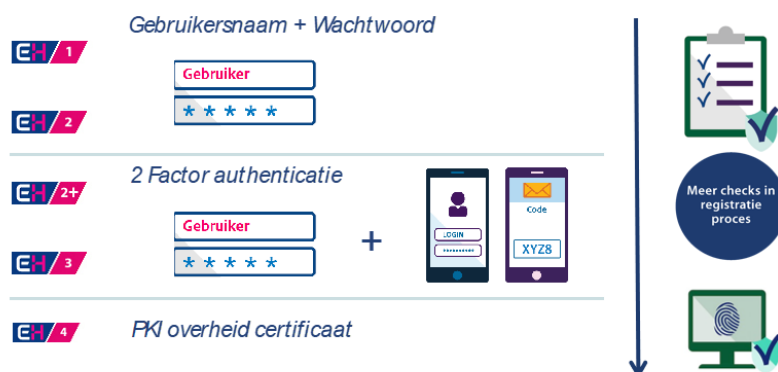 Gebruikersnaam + Wachtwoord
EH/1
Gebruiker
EH/2
* * * * *
2 Factor authenticatie
EH/2+
Gebruiker
EH/3
* * * * *
+
LOGIN
••••••••••
Code
XYZ8
Meer checks in
registratie
proces
EH/4
PKI overheid certificaat